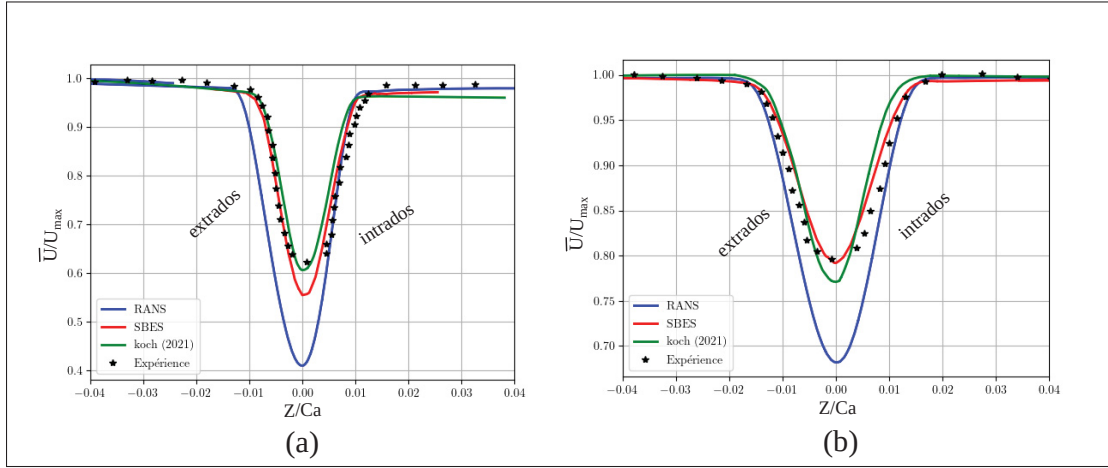 1.0
0.9
0.8
0.7
0.6
0.5
0.4
U/Umax
extrados
intrados
RANS
SBES
koch (2021)
Expérience
−0.04 −0.03 −0.02 −0.01 0.00 0.01 0.02 0.03 0.04
Z/Ca
(a)
1.00
0.95
0.90
0.85
0.80
0.75
0.70
U/Umax
extrados
intrados
RANS
SBES
koch (2021)
Expérience
−0.04 −0.03 −0.02 −0.01 0.00 0.01 0.02 0.03 0.04
Z/Ca
(b)